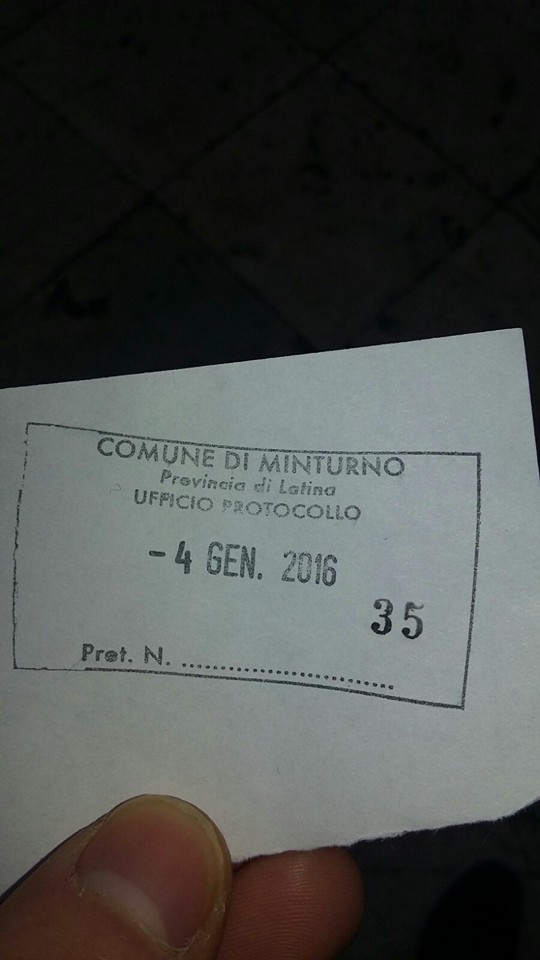 COMUNE DI MINTURNO
Provincia di Latina
UFFICIO PROTOCOLLO
-4 GEN. 2016
35
Prot. N. ........................